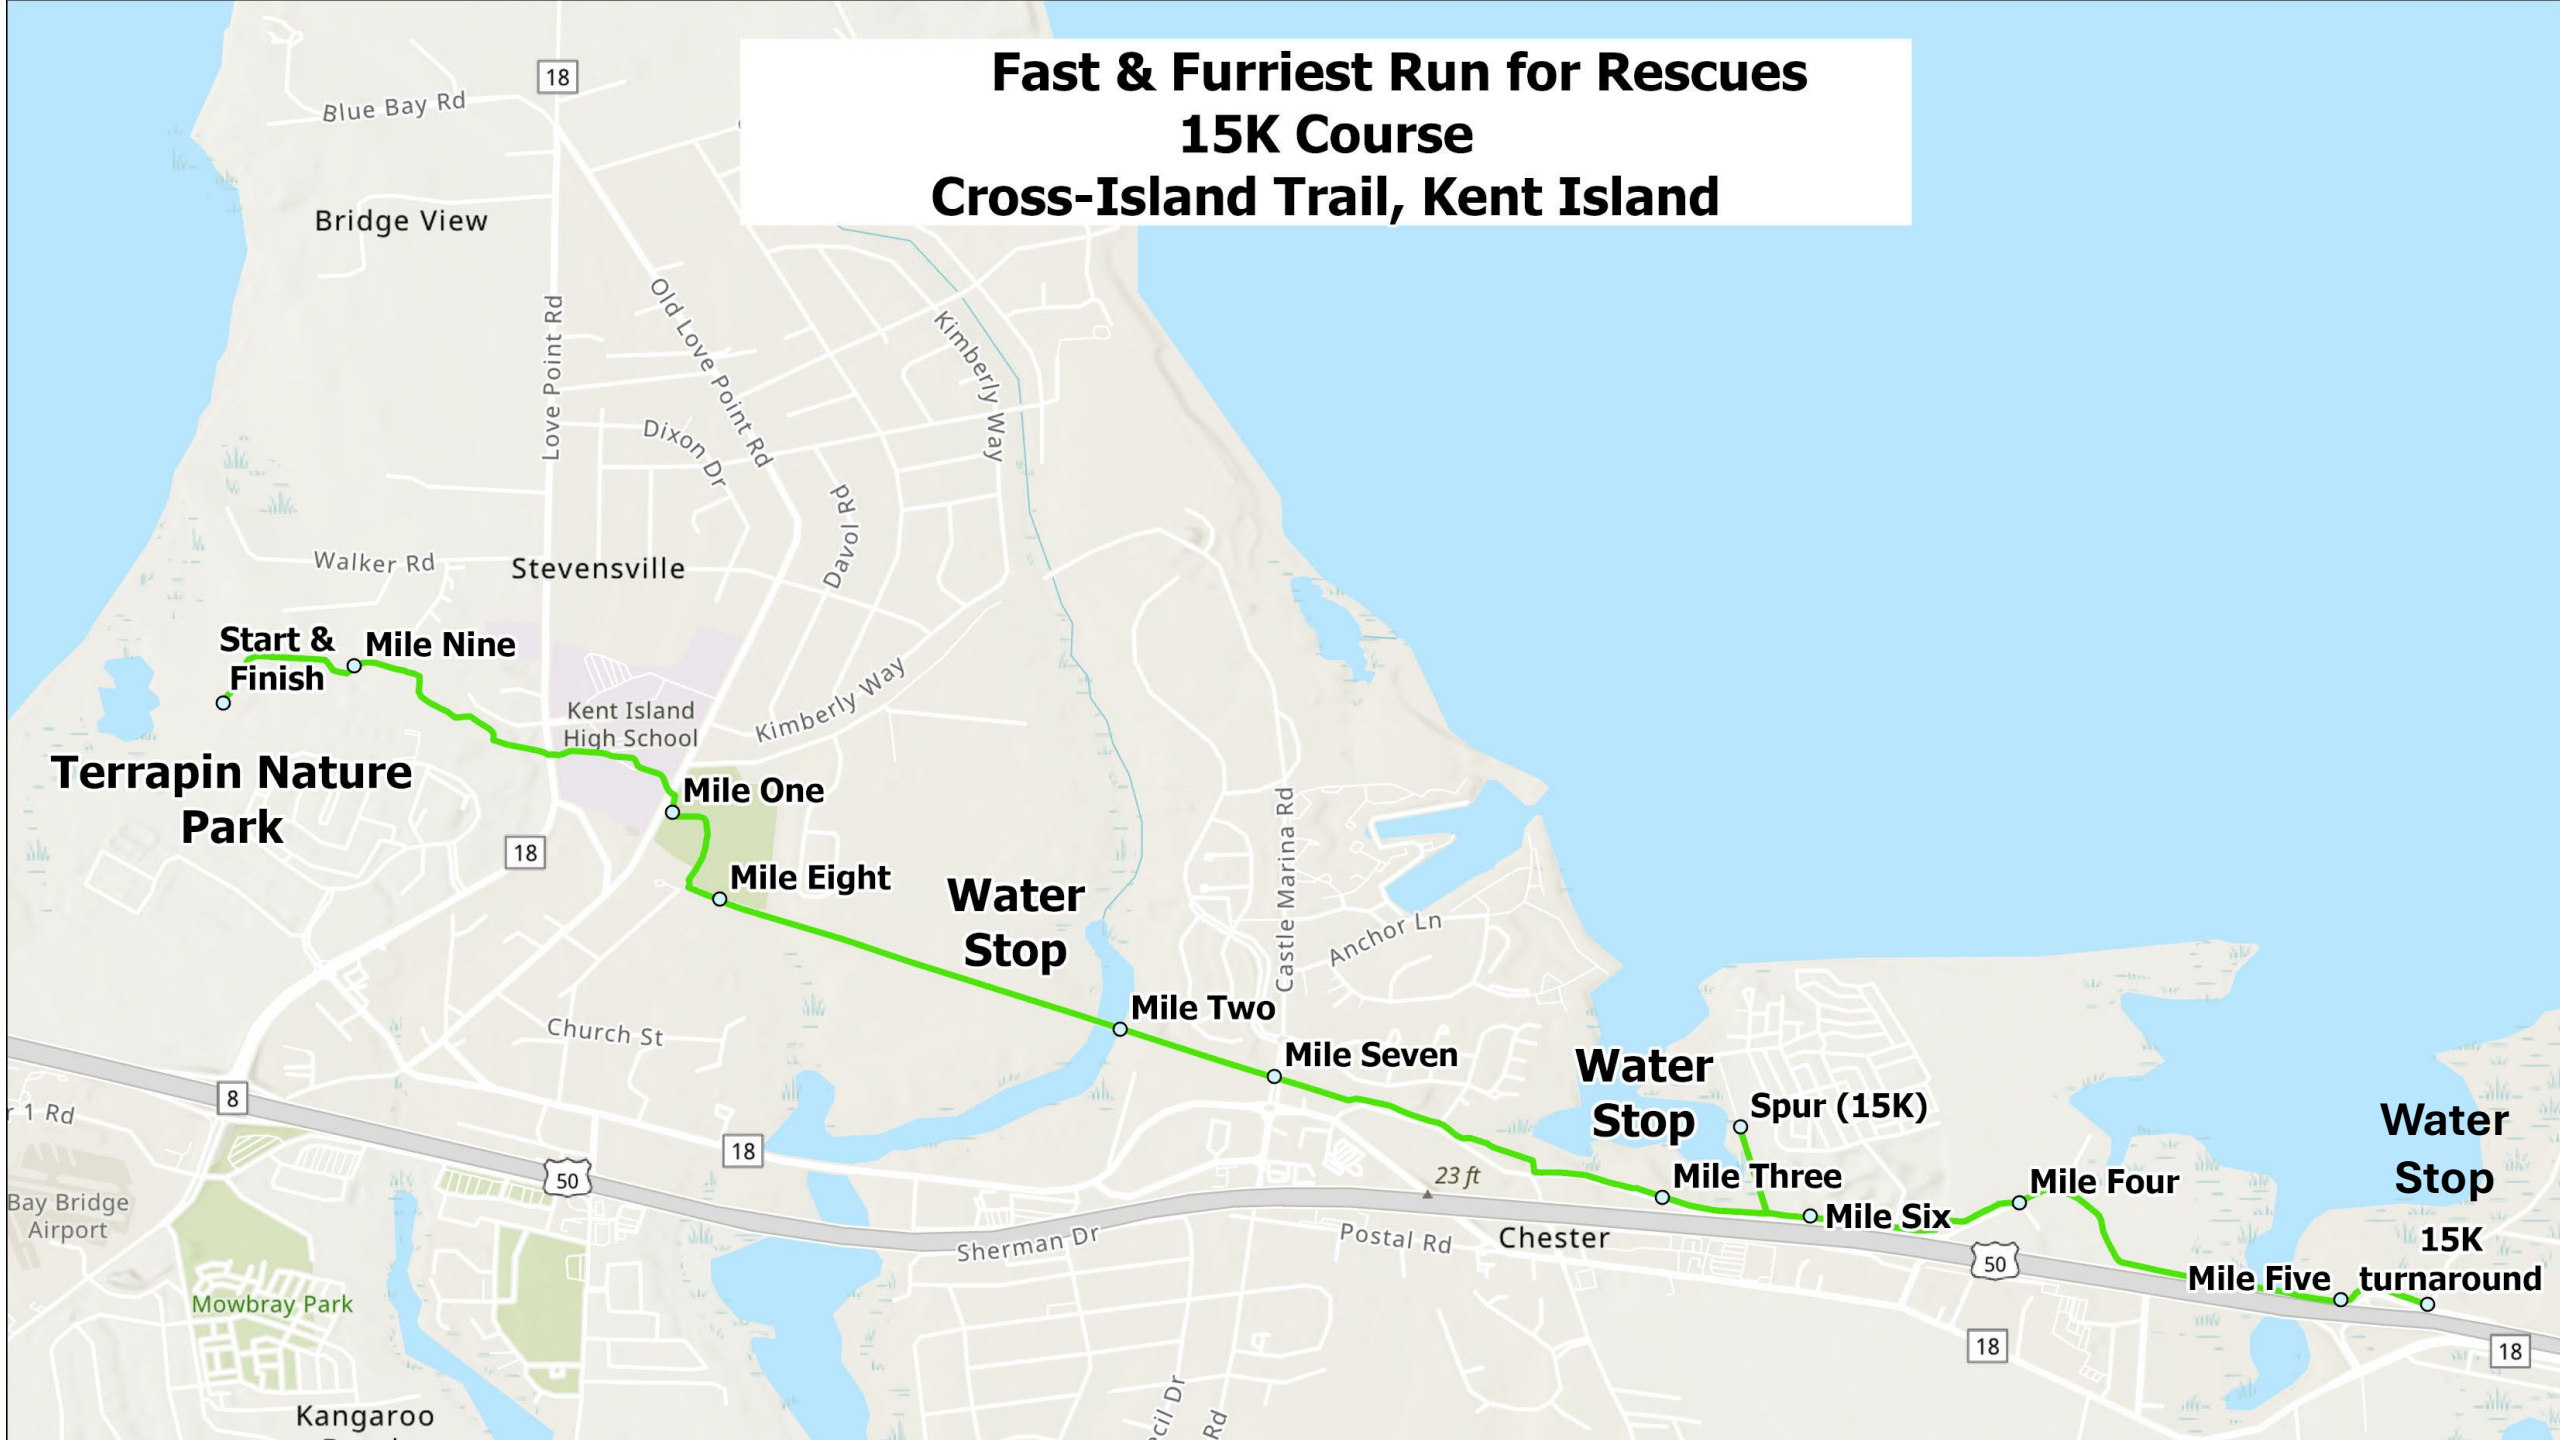 Fast & Furriest Run for Rescues
15K Course
Cross-Island Trail, Kent Island
18
Blue Bay Rd
Bridge View
Love Point Rd
Old Love Point Rd
Kimberly Way
Dixon Dr
Davol Rd
Walker Rd
Stevensville
Start &
Finish
Mile Nine
Kent Island
High School
Kimberly Way
Terrapin Nature
Park
Mile One
18
Mile Eight
Water
Stop
Castle Marina Rd
Anchor Ln
Mile Two
Church St
Mile Seven
Water
Stop
Spur (15K)
8
r 1 Rd
18
50
Mile Three
23 ft
Mile Four
Water
Stop
Bay Bridge
Airport
Mile Six
Sherman Dr
Postal Rd
Chester
50
15K
turnaround
Mile Five
Mowbray Park
18
18
Kangaroo
ecil Dr
Rd